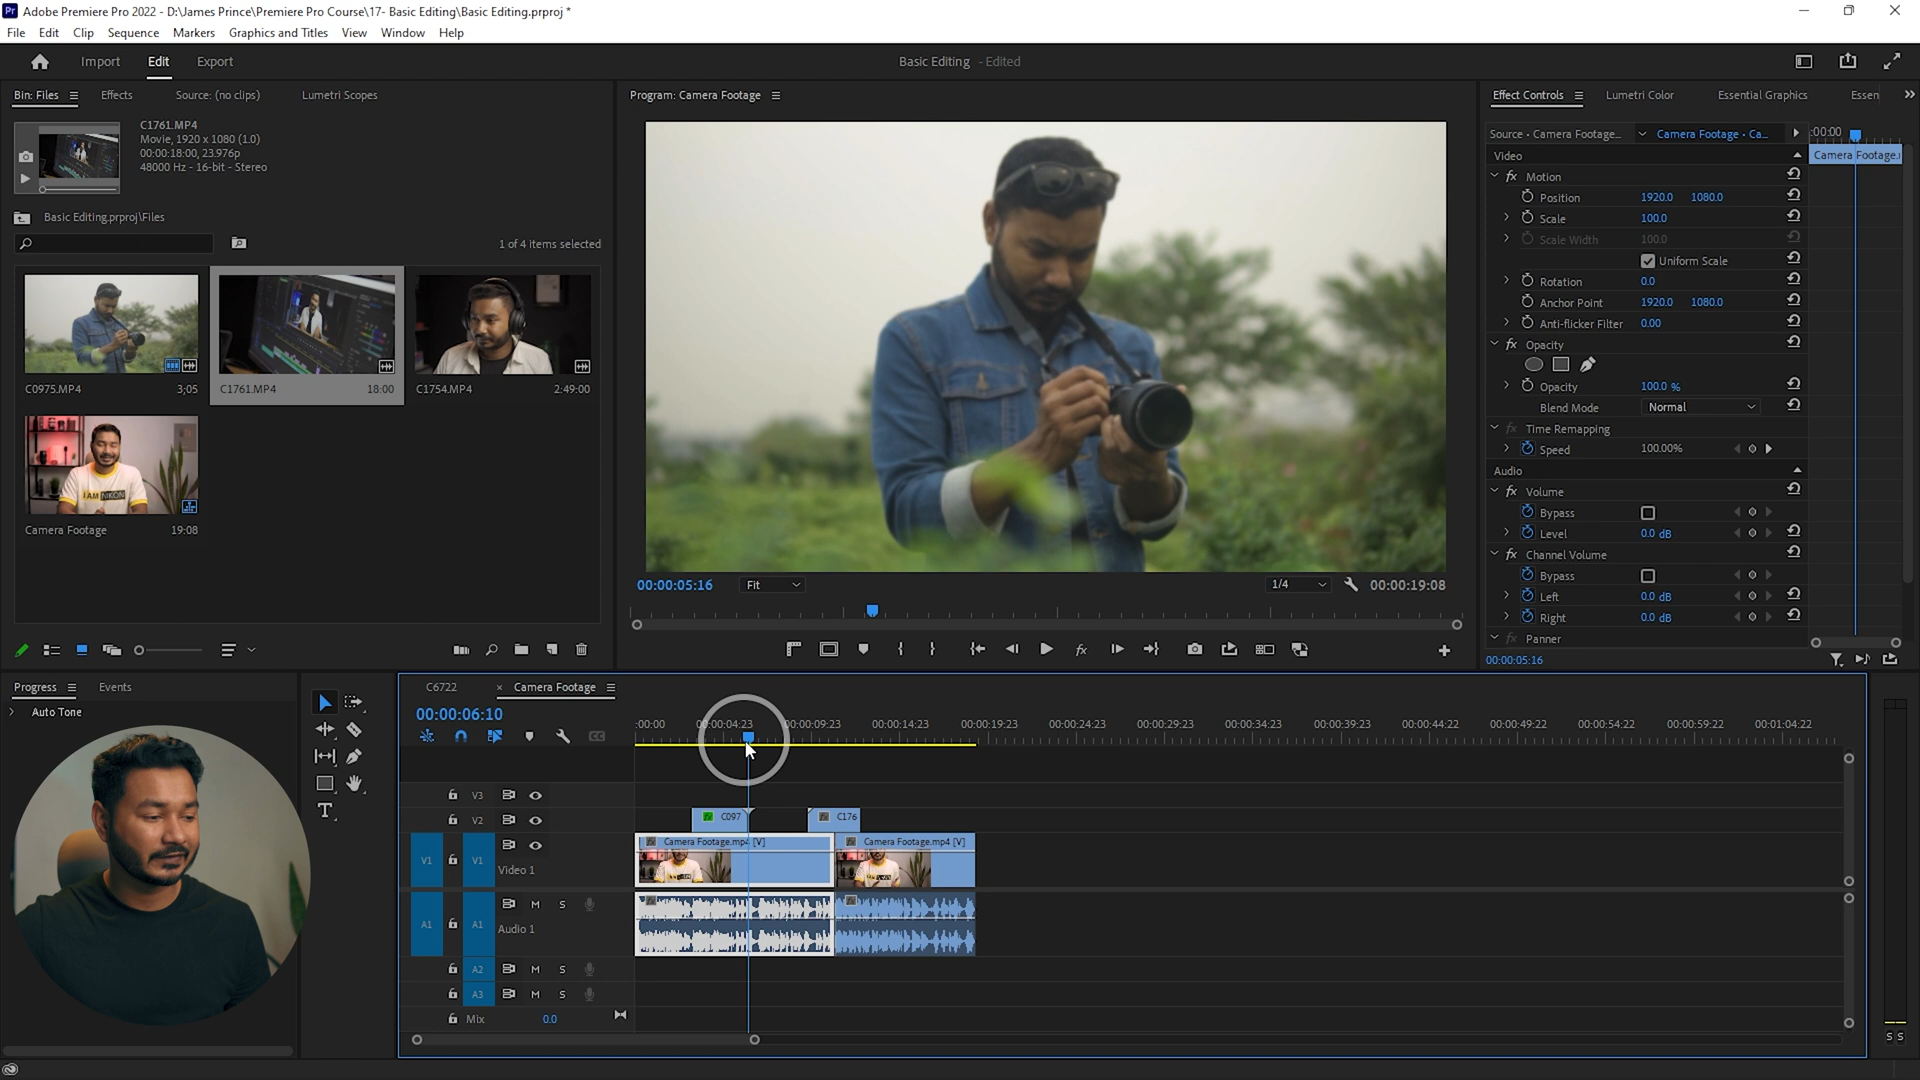 Pr Adobe Premiere Pro 2022 - D:\James Prince\Premiere Pro Course\17- Basic Editing\Basic Editing.prproj *
File Edit Clip Sequence Markers Graphics and Titles View Window Help
Import Edit Export Basic Editing - Edited
Bin: Files Effects Source: (no clips) Lumetri Scopes
C1761.MP4
Movie, 1920 x 1080 (1.0)
00:00:18:00, 23.976p
48000 Hz - 16-bit - Stereo
Basic Editing.prproj\Files
1 of 4 items selected
C0975.MP4 3;05
C1761.MP4 18:00
C1754.MP4 2:49:00
I AM NIKON
Camera Footage 19:08
Program: Camera Footage
00:00:05:16 Fit 1/4 00:00:19:08
Effect Controls Lumetri Color Essential Graphics Essen
Source • Camera Footage... Camera Footage • Ca... :00:00
Video Camera Footage.
fx Motion
Position 1920.0 1080.0
Scale 100.0
Scale Width 100.0
Uniform Scale
Rotation 0.0
Anchor Point 1920.0 1080.0
Anti-flicker Filter 0.00
fx Opacity
Opacity 100.0 %
Blend Mode Normal
fx Time Remapping
Speed 100.00%
Audio
fx Volume
Bypass
Level 0.0 dB
fx Channel Volume
Bypass
Left 0.0 dB
Right 0.0 dB
fx Panner
00:00:05:16
Progress Events
Auto Tone
C6722 × Camera Footage
00:00:06:10
:00:00 00:00:04:23 00:00:09:23 00:00:14:23 00:00:19:23 00:00:24:23 00:00:29:23 00:00:34:23 00:00:39:23 00:00:44:22 00:00:49:22 00:00:54:22 00:00:59:22 00:01:04:22
V3
V2 fx C097 fx C176
V1 V1 Video 1 fx Camera Footage.mp4 [V] fx Camera Footage.mp4 [V]
A1 A1 M S Audio 1
A2 M S
A3 M S
Mix 0.0
S S
T